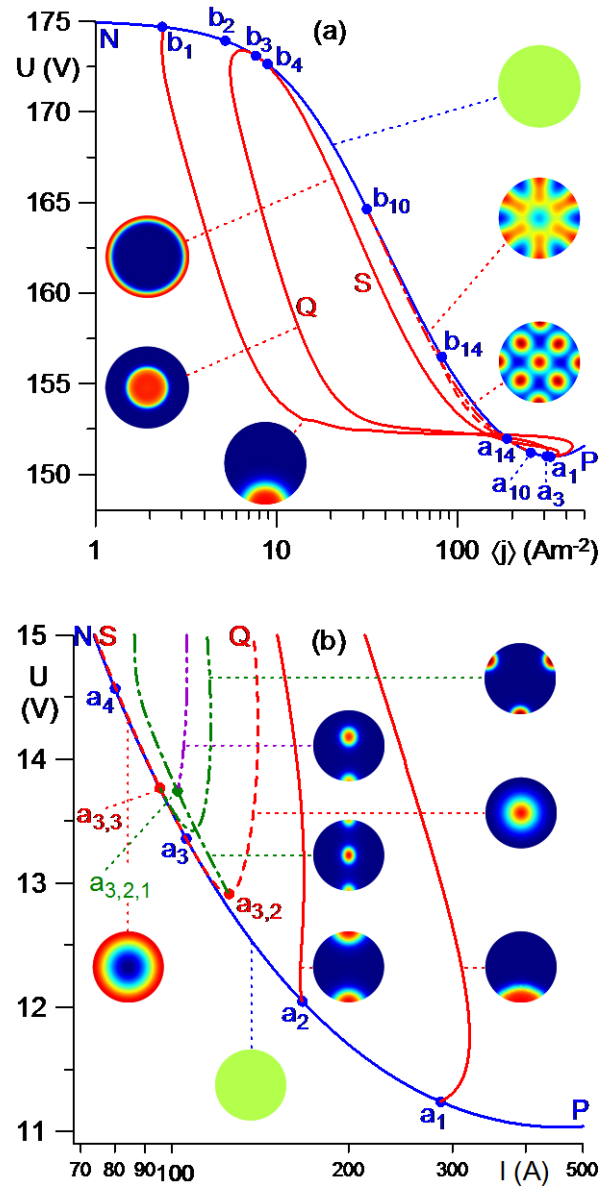 (a)
175
N
b1
b2
b3
b4
U (V)
170
165
b10
S
160
Q
b14
155
a14
P
150
a10
a3
a1
1
10
100
⟨j⟩ (Am-2)
15
N
S
Q
(b)
U
(V)
a4
14
a3,3
a3
13
a3,2,1
a3,2
12
a2
a1
P
11
70
80
90
100
200
300
I (A)
500